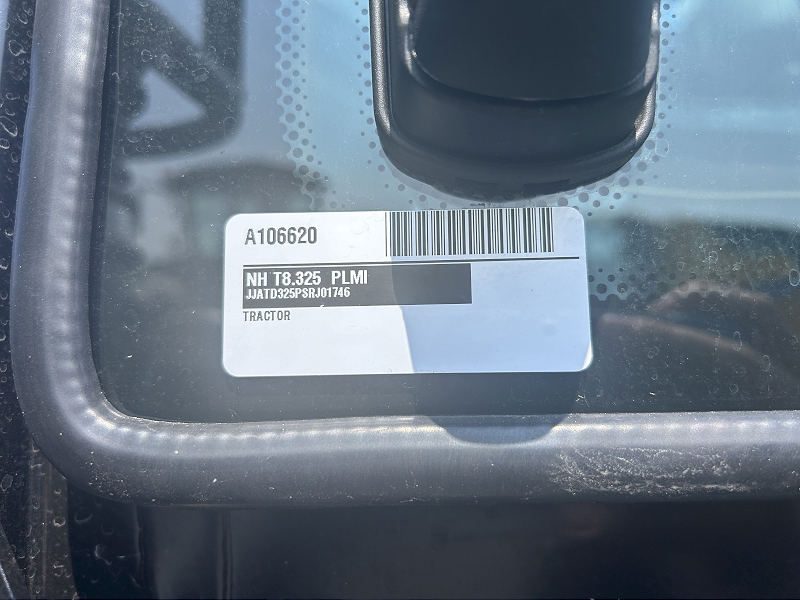 A106620
NH T8.325 PLMI
JJATD325PSRJ01746
TRACTOR